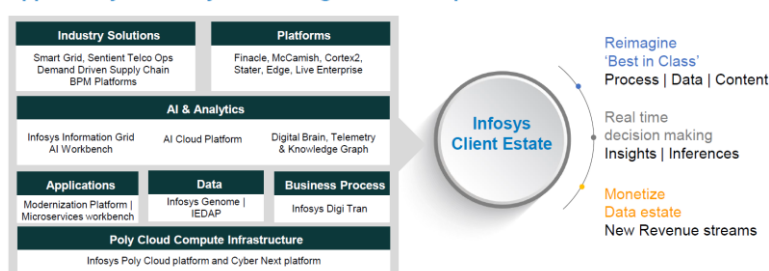 Industry Solutions
Smart Grid, Sentient Telco Ops
Demand Driven Supply Chain
BPM Platforms
Platforms
Finacle, McCamish, Cortex2,
Stater, Edge, Live Enterprise
AI & Analytics
Infosys Information Grid
AI Workbench
AI Cloud Platform
Digital Brain, Telemetry
& Knowledge Graph
Applications
Modernization Platform |
Microservices workbench
Data
Infosys Genome |
IEDAP
Business Process
Infosys Digi Tran
Poly Cloud Compute Infrastructure
Infosys Poly Cloud platform and Cyber Next platform
Infosys
Client Estate
Reimagine
‘Best in Class’
Process | Data | Content
Real time
decision making
Insights | Inferences
Monetize
Data estate
New Revenue streams